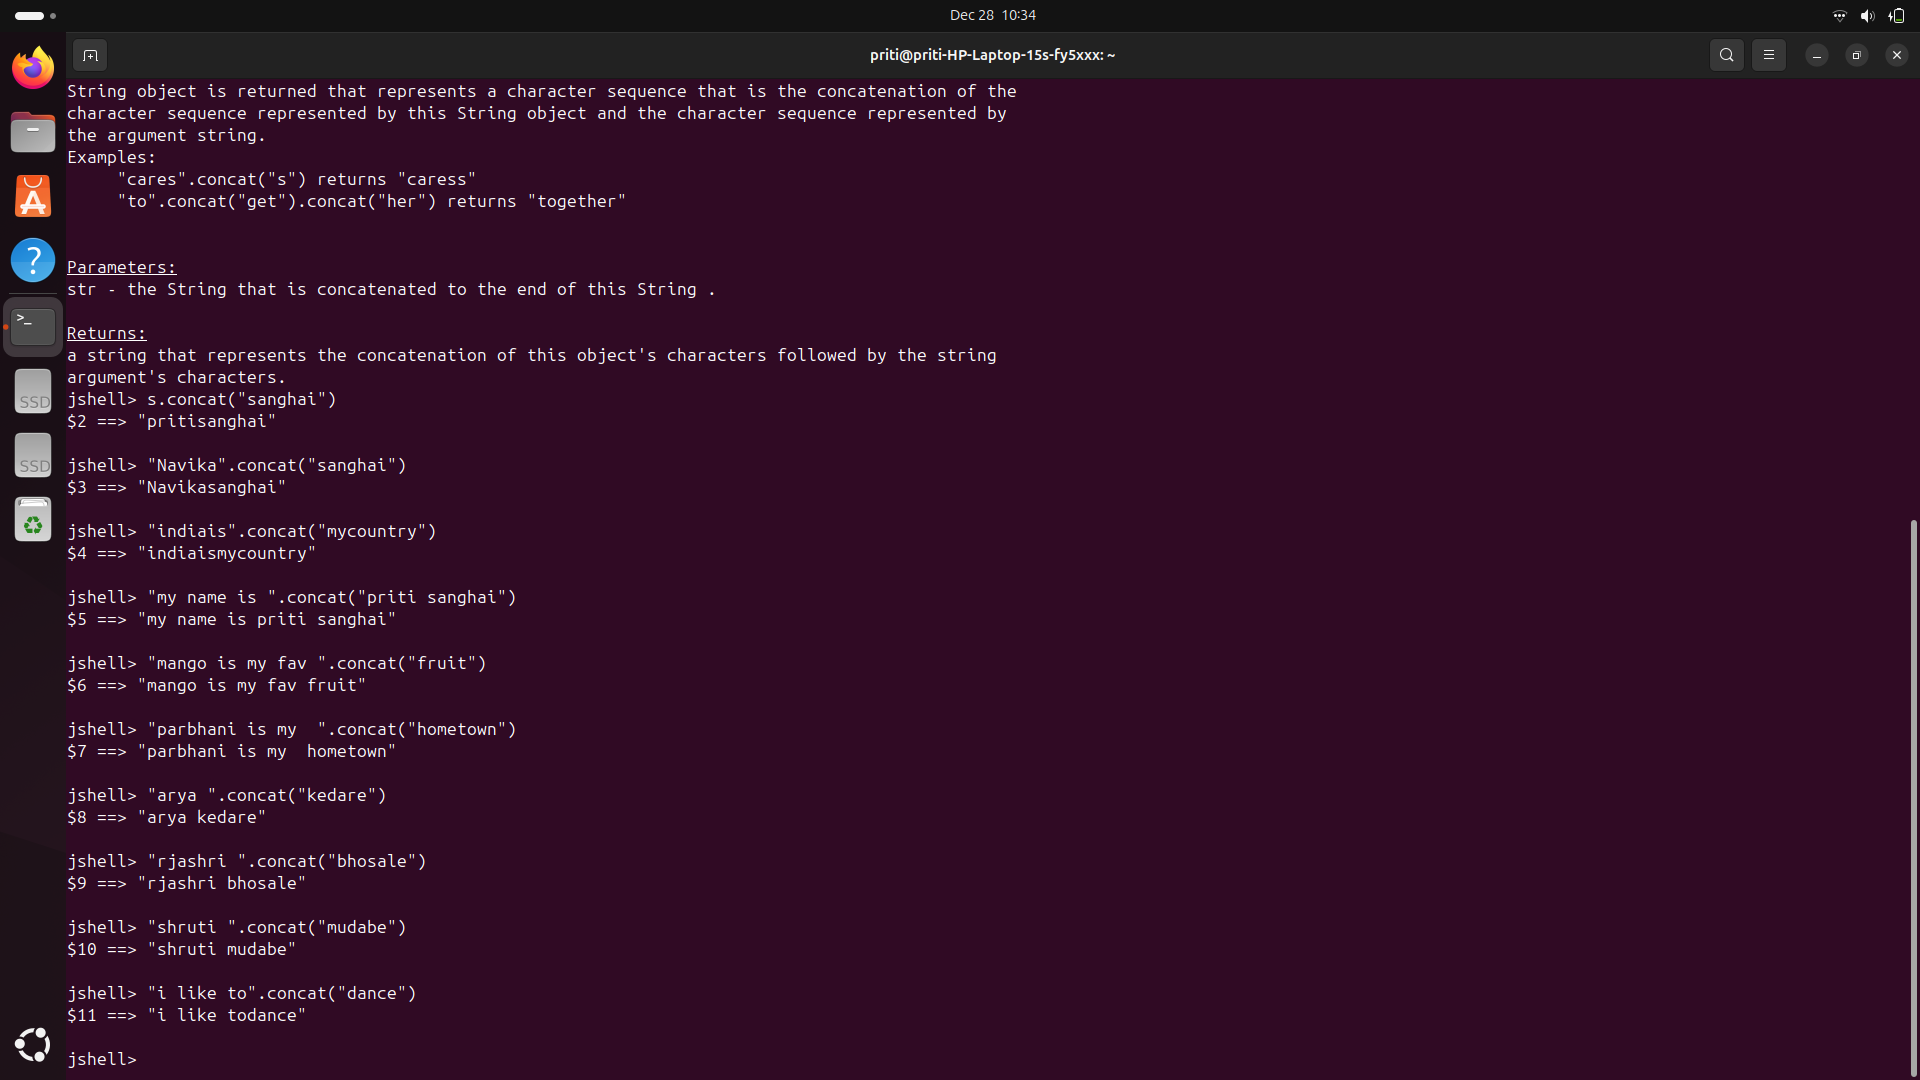 Dec 28 10:34
priti@priti-HP-Laptop-15s-fy5xxx: ~
String object is returned that represents a character sequence that is the concatenation of the
character sequence represented by this String object and the character sequence represented by
the argument string.
Examples:
     "cares".concat("s") returns "caress"
     "to".concat("get").concat("her") returns "together"
Parameters:
str - the String that is concatenated to the end of this String .
Returns:
a string that represents the concatenation of this object's characters followed by the string
argument's characters.
jshell> s.concat("sanghai")
$2 ==> "pritisanghai"
jshell> "Navika".concat("sanghai")
$3 ==> "Navikasanghai"
jshell> "indiais".concat("mycountry")
$4 ==> "indiaismycountry"
jshell> "my name is ".concat("priti sanghai")
$5 ==> "my name is priti sanghai"
jshell> "mango is my fav ".concat("fruit")
$6 ==> "mango is my fav fruit"
jshell> "parbhani is my  ".concat("hometown")
$7 ==> "parbhani is my  hometown"
jshell> "arya ".concat("kedare")
$8 ==> "arya kedare"
jshell> "rjashri ".concat("bhosale")
$9 ==> "rjashri bhosale"
jshell> "shruti ".concat("mudabe")
$10 ==> "shruti mudabe"
jshell> "i like to".concat("dance")
$11 ==> "i like todance"
jshell>
SSD
SSD